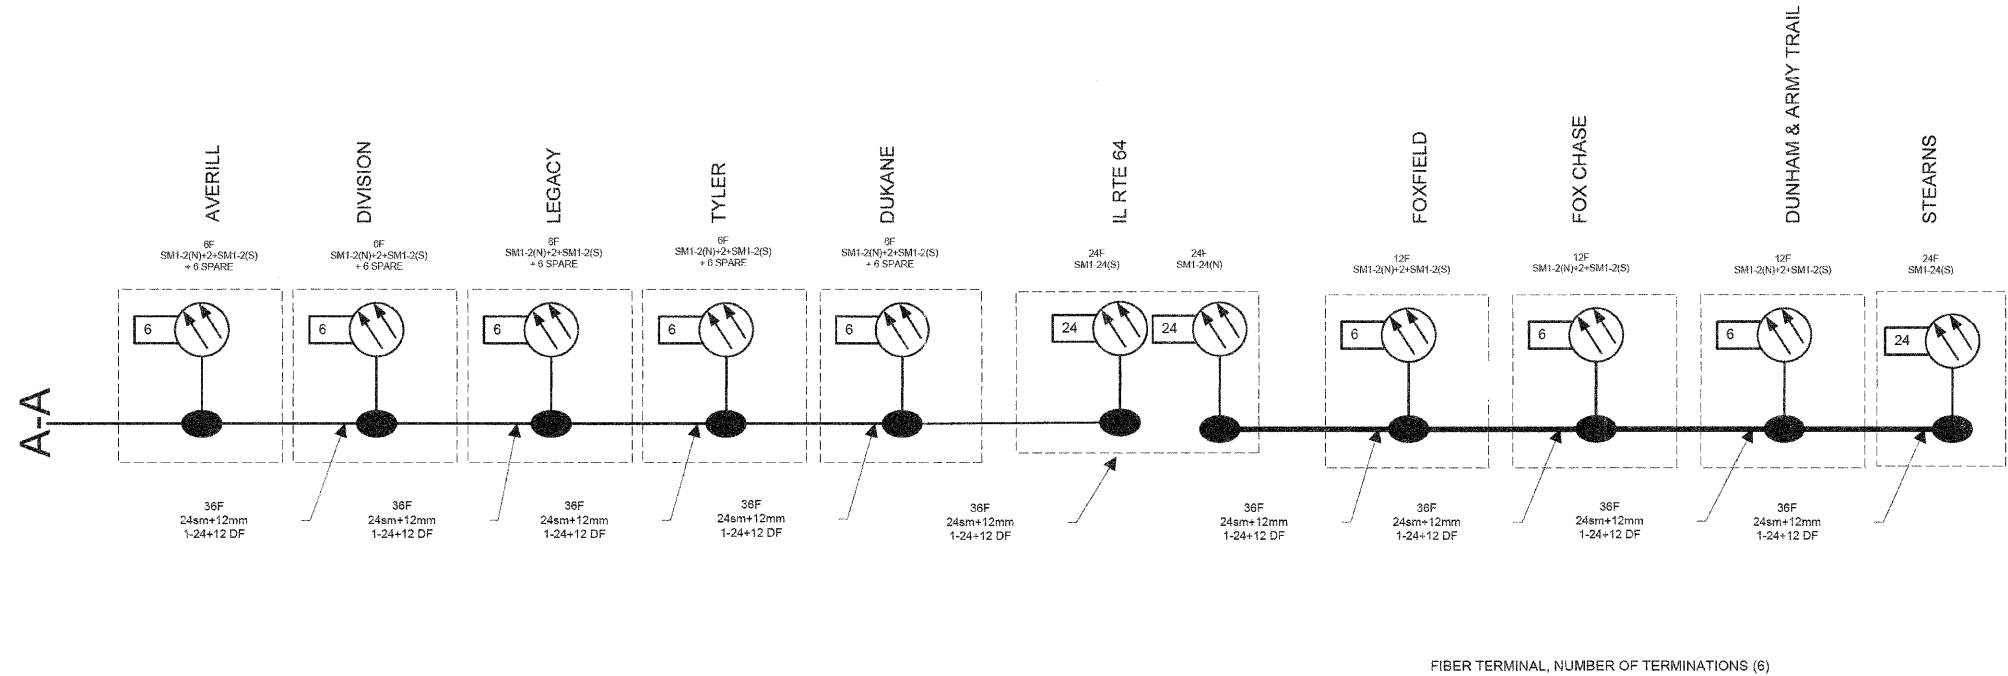 A-A
AVERILL
DIVISION
LEGACY
TYLER
DUKANE
IL RTE 64
FOXFIELD
FOX CHASE
DUNHAM & ARMY TRAIL
STEARNS
6F
SM1-2(N)+2+SM1-2(S)
+ 6 SPARE
6F
SM1-2(N)+2+SM1-2(S)
+ 6 SPARE
6F
SM1-2(N)+2+SM1-2(S)
+ 6 SPARE
6F
SM1-2(N)+2+SM1-2(S)
+ 6 SPARE
6F
SM1-2(N)+2+SM1-2(S)
+ 6 SPARE
24F
SM1-24(S)
24F
SM1-24(N)
12F
SM1-2(N)+2+SM1-2(S)
12F
SM1-2(N)+2+SM1-2(S)
12F
SM1-2(N)+2+SM1-2(S)
24F
SM1-24(S)
6
6
6
6
6
24
24
6
6
6
24
36F
24sm+12mm
1-24+12 DF
36F
24sm+12mm
1-24+12 DF
36F
24sm+12mm
1-24+12 DF
36F
24sm+12mm
1-24+12 DF
36F
24sm+12mm
1-24+12 DF
36F
24sm+12mm
1-24+12 DF
36F
24sm+12mm
1-24+12 DF
36F
24sm+12mm
1-24+12 DF
36F
24sm+12mm
1-24+12 DF
FIBER TERMINAL, NUMBER OF TERMINATIONS (6)